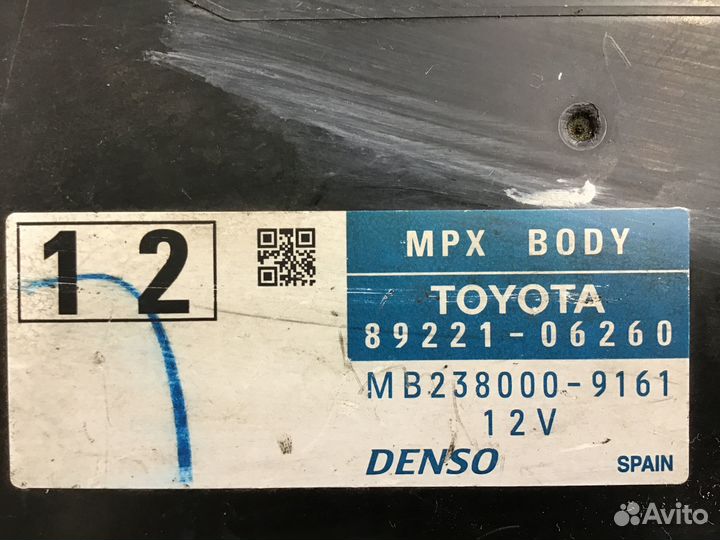 12
MPX BODY
TOYOTA
89221-06260
MB238000-9161
12V
DENSO
SPAIN
Avito